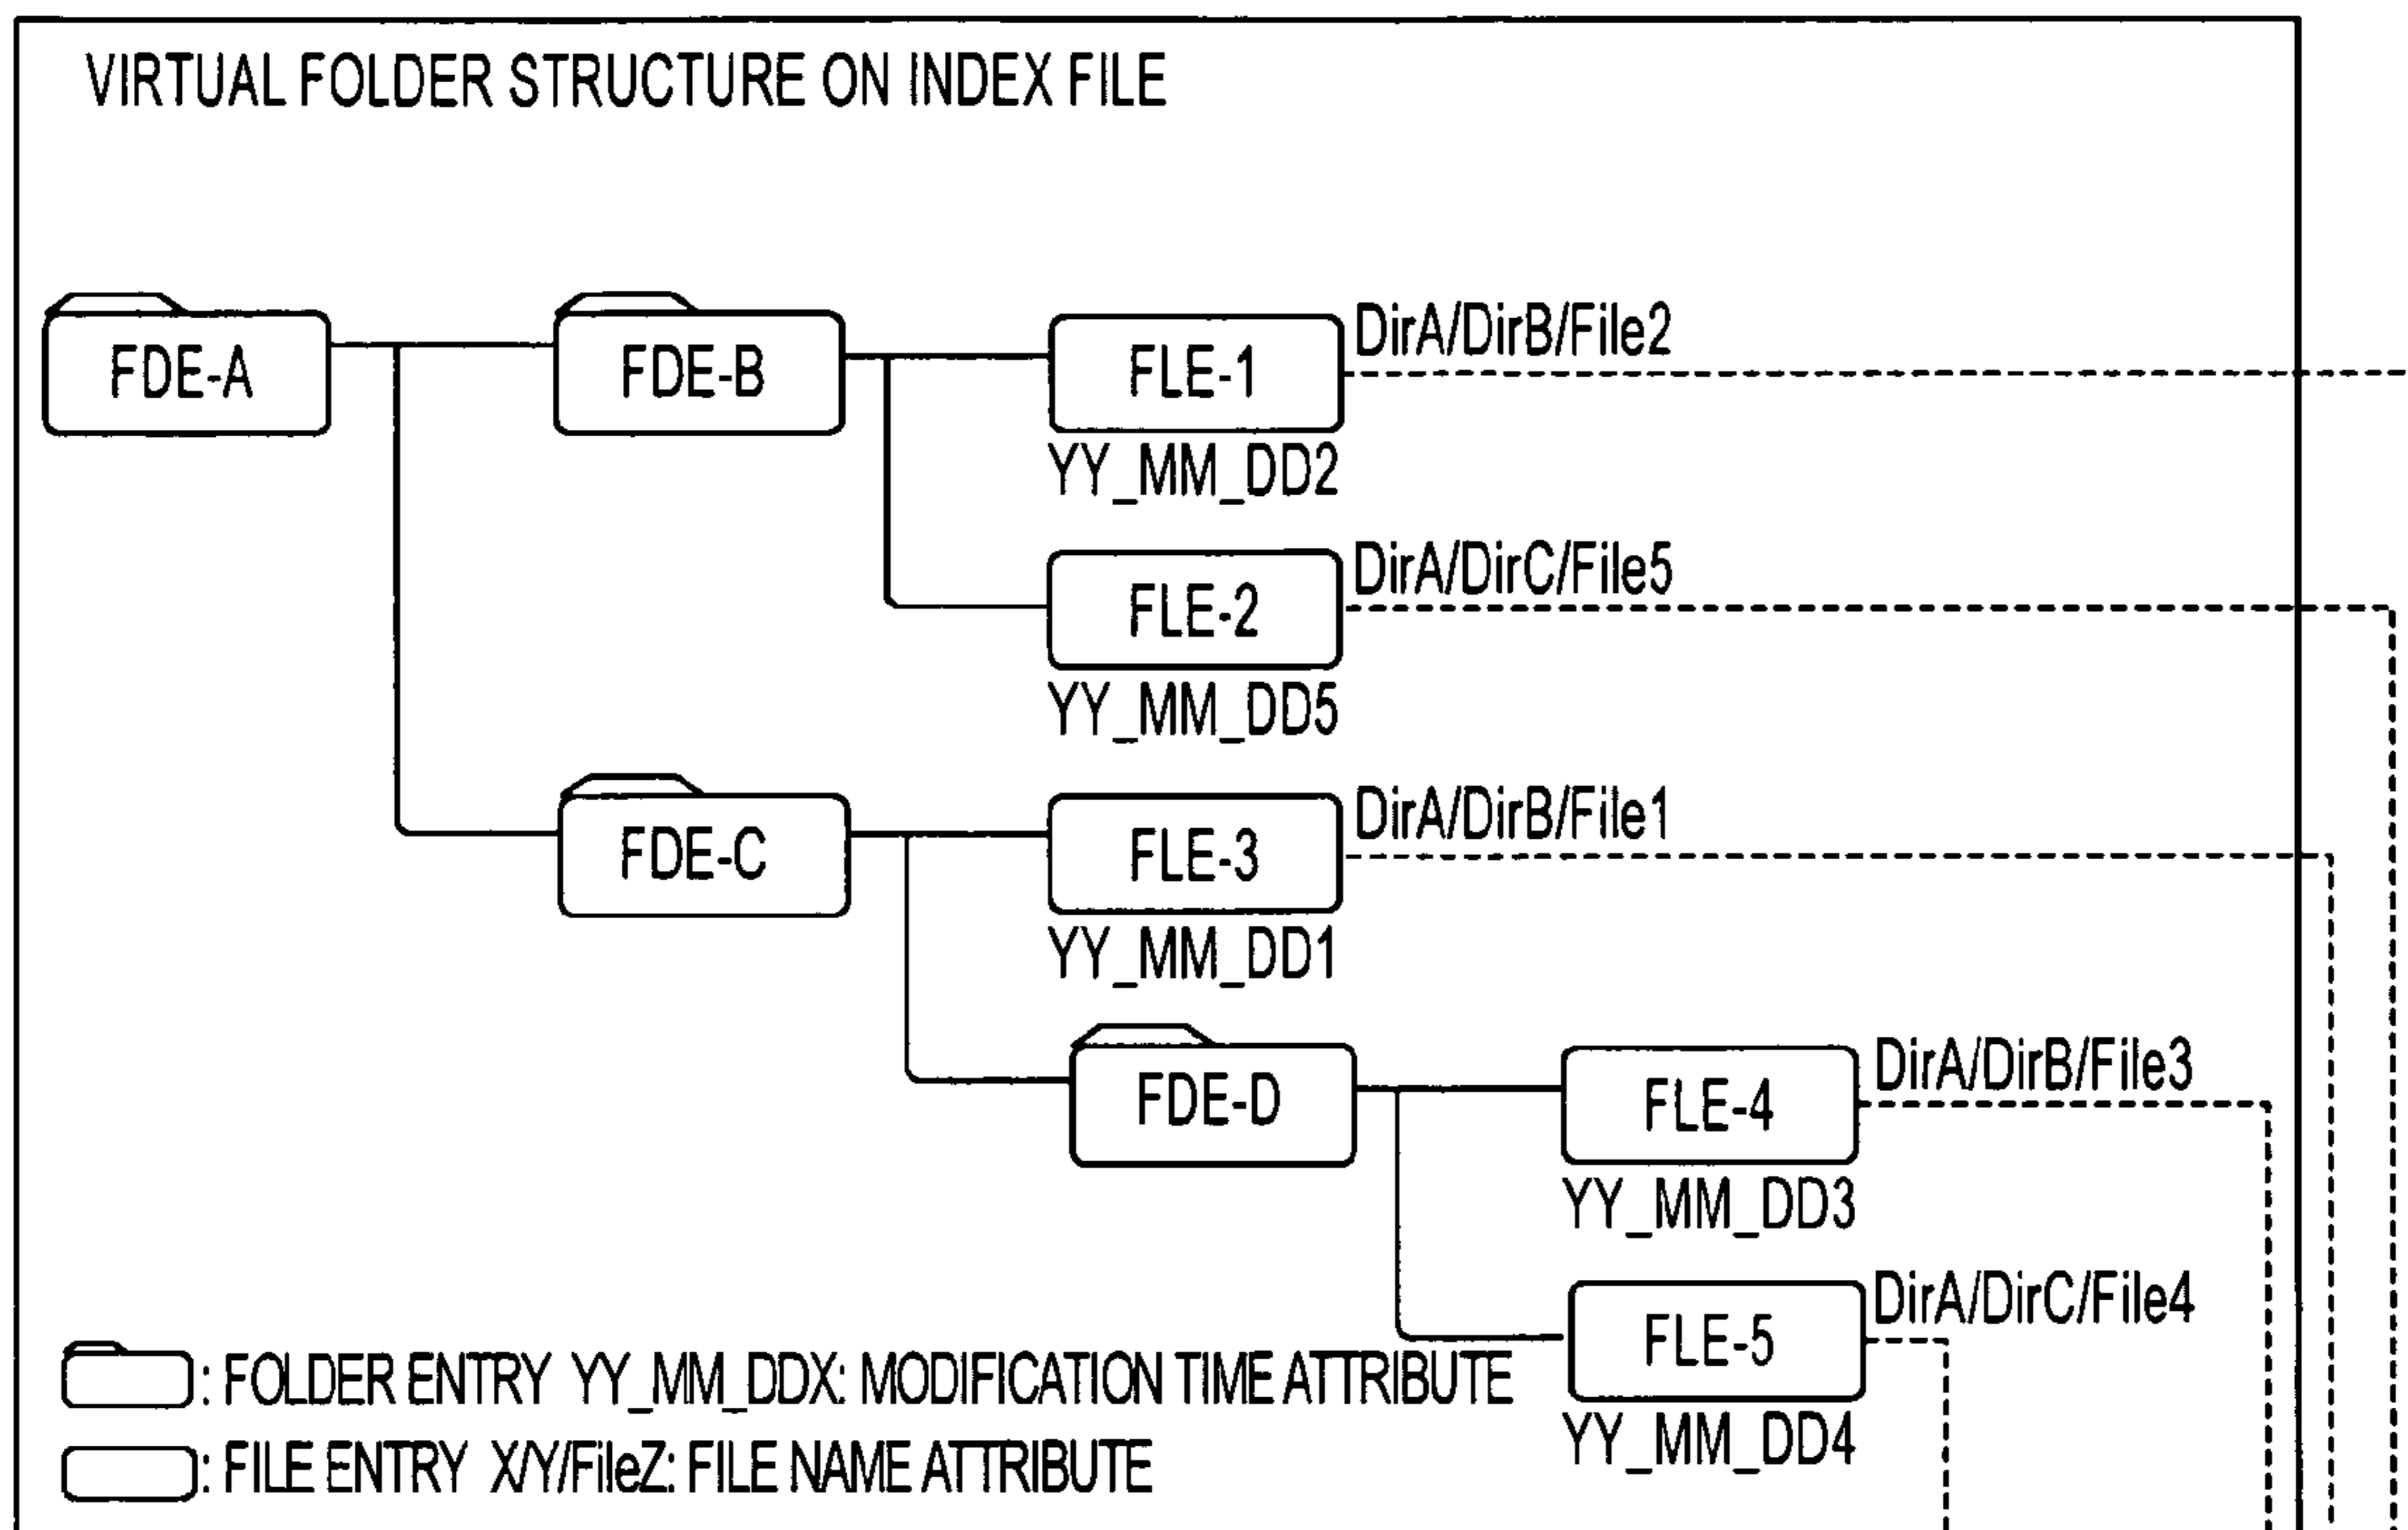 VIRTUAL FOLDER STRUCTURE ON INDEX FILE
FDE-A
FDE-B
FLE-1
DirA/DirB/File2
YY_MM_DD2
FLE-2
DirA/DirC/File5
YY_MM_DD5
FDE-C
FLE-3
DirA/DirB/File1
YY_MM_DD1
FDE-D
FLE-4
DirA/DirB/File3
YY_MM_DD3
FLE-5
DirA/DirC/File4
YY_MM_DD4
: FOLDER ENTRY YY_MM_DDX: MODIFICATION TIME ATTRIBUTE
: FILE ENTRY X/Y/FileZ: FILE NAME ATTRIBUTE